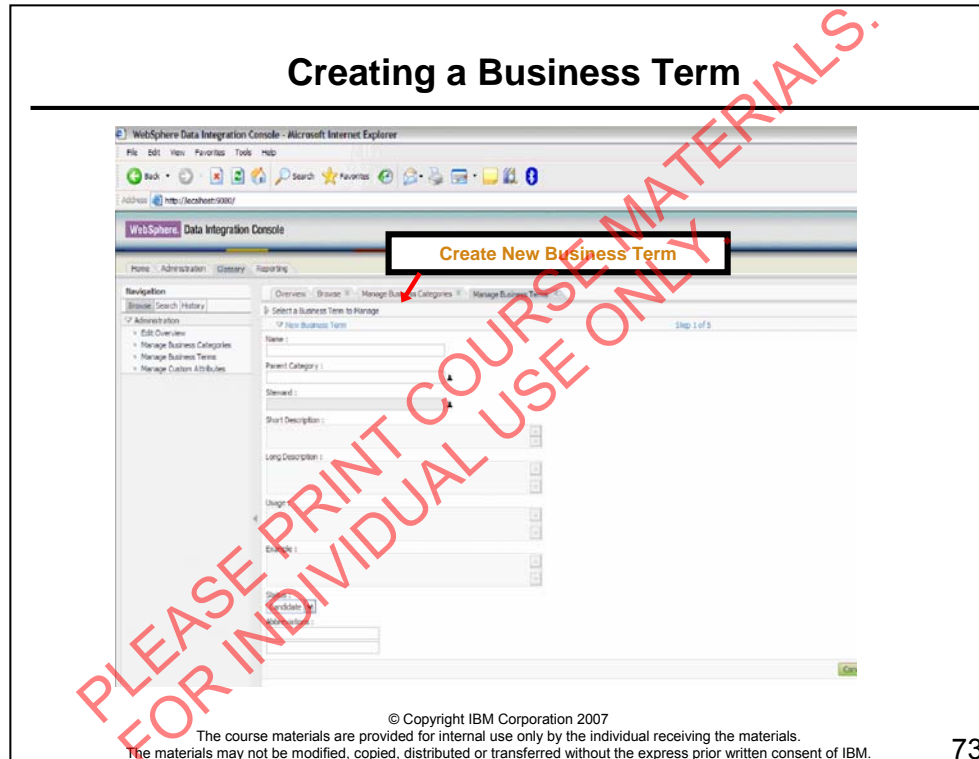 Creating a Business Term
WebSphere Data Integration Console - Microsoft Internet Explorer
File Edit View Favorites Tools Help
Back Search Favorites
Address http://localhost:9080/
WebSphere. Data Integration Console
Create New Business Term
Home Administration Glossary Reporting
Navigation
Browse Search History
Administration
Edit Overview
Manage Business Categories
Manage Business Terms
Manage Custom Attributes
Overview Browse Manage Business Categories Manage Business Terms
Select a Business Term to Manage
New Business Term Step 1 of 5
Name :
Parent Category :
Steward :
Short Description :
Long Description :
Usage :
Example :
Status :
Candidate
Abbreviations :
PLEASE PRINT COURSE MATERIALS.
FOR INDIVIDUAL USE ONLY
© Copyright IBM Corporation 2007
The course materials are provided for internal use only by the individual receiving the materials.
The materials may not be modified, copied, distributed or transferred without the express prior written consent of IBM.
73